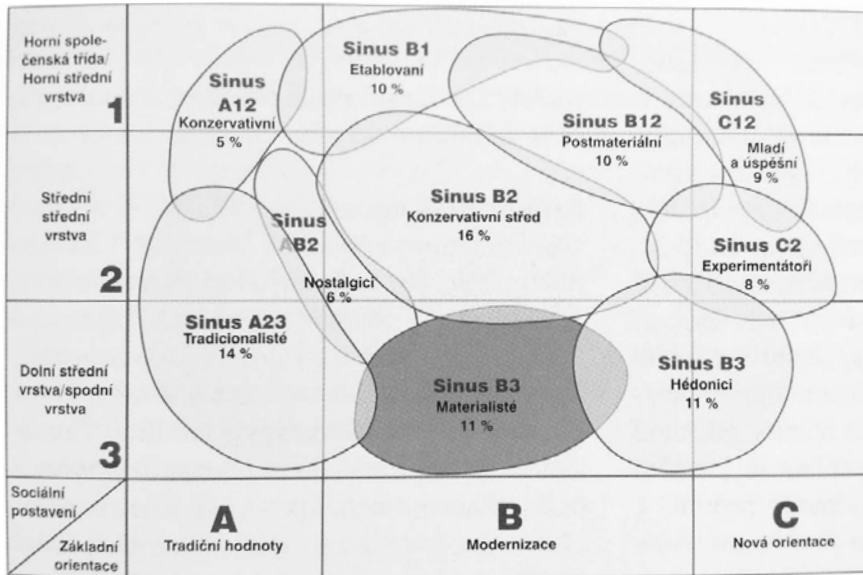 Horní spole-
čenská třída/
Horní střední
vrstva
1
Sinus
A12
Konzervativní
5 %
Sinus B1
Etablovaní
10 %
Sinus B12
Postmateriální
10 %
Sinus
C12
Mladí
a úspěšní
9 %
Střední
střední
vrstva
2
Sinus
AB2
Nostalgici
6 %
Sinus B2
Konzervativní střed
16 %
Sinus C2
Experimentátoři
8 %
Dolní střední
vrstva/spodní
vrstva
3
Sinus A23
Tradicionalisté
14 %
Sinus B3
Materialisté
11 %
Sinus B3
Hédonici
11 %
Sociální
postavení
Základní
orientace
A
Tradiční hodnoty
B
Modernizace
C
Nová orientace